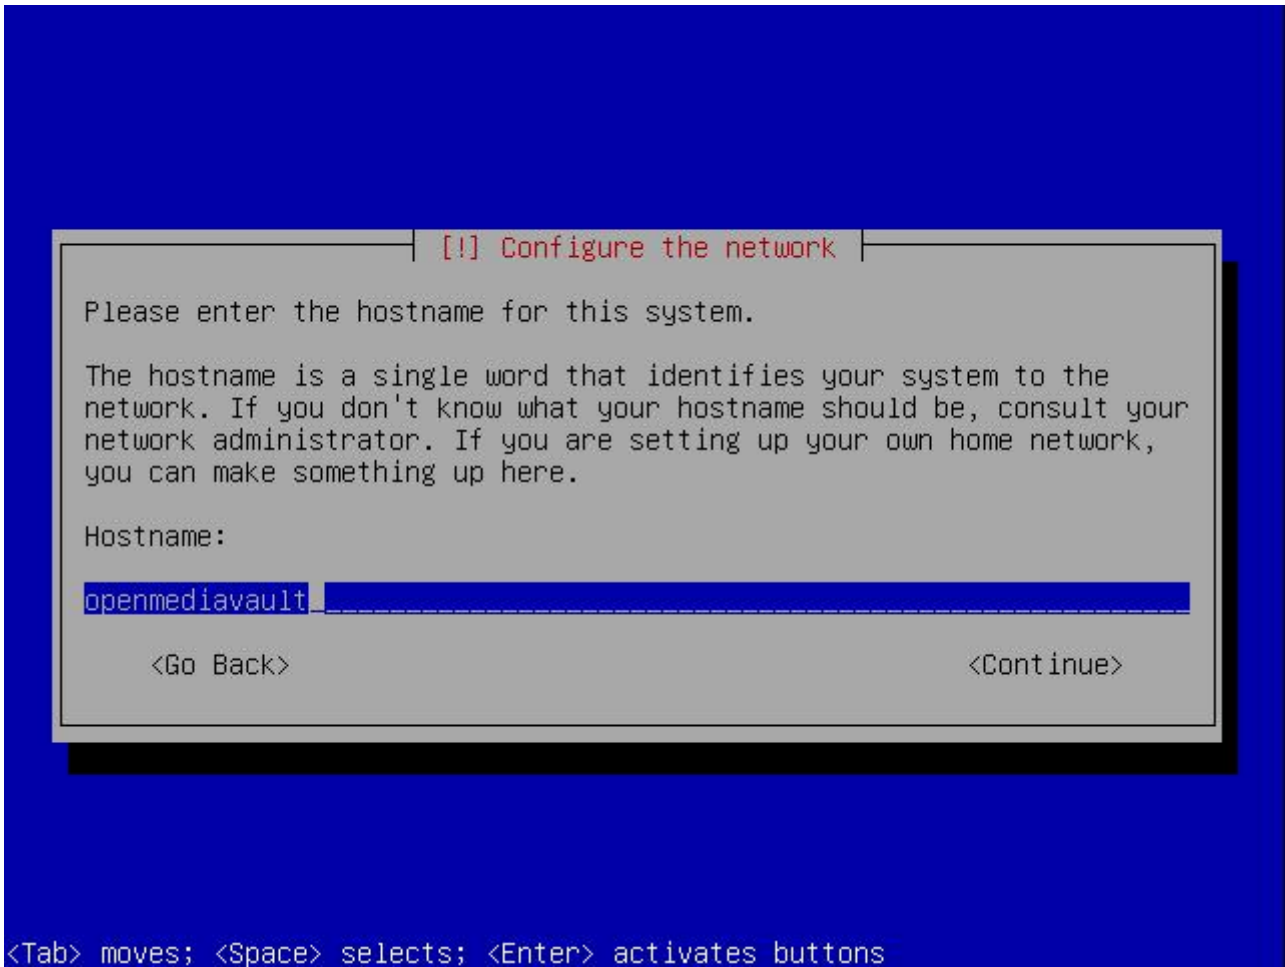 [!] Configure the network
Please enter the hostname for this system.
The hostname is a single word that identifies your system to the
network. If you don't know what your hostname should be, consult your
network administrator. If you are setting up your own home network,
you can make something up here.
Hostname:
openmediavault
<Go Back> <Continue>
<Tab> moves; <Space> selects; <Enter> activates buttons